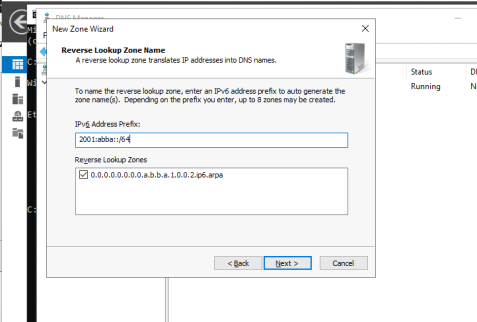 DNS Manager
New Zone Wizard
Reverse Lookup Zone Name
A reverse lookup zone translates IP addresses into DNS names.
To name the reverse lookup zone, enter an IPv6 address prefix to auto generate the
zone name(s). Depending on the prefix you enter, up to 8 zones may be created.
IPv6 Address Prefix:
2001:abba::/64
Reverse Lookup Zones
0.0.0.0.0.0.0.0.a.b.b.a.1.0.0.2.ip6.arpa
< Back
Next >
Cancel
Status
Running